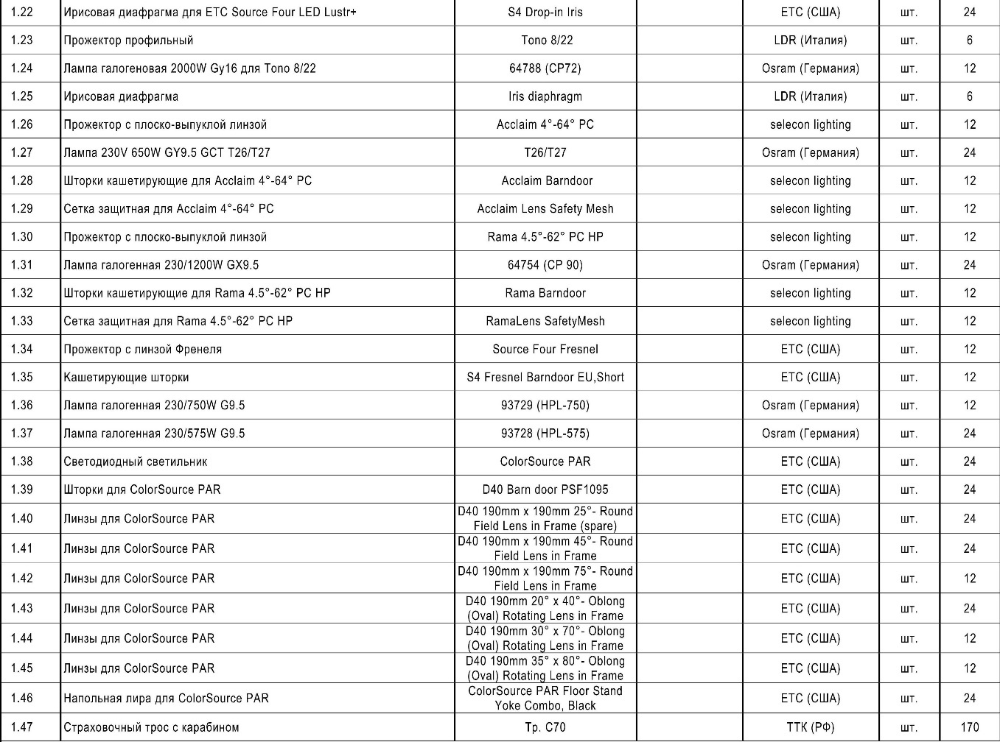 1.22 Ирисовая диафрагма для ETC Source Four LED Lustr+ S4 Drop-in Iris ETC (США) шт. 24
1.23 Прожектор профильный Tono 8/22 LDR (Италия) шт. 6
1.24 Лампа галогеновая 2000W Gy16 для Tono 8/22 64788 (CP72) Osram (Германия) шт. 12
1.25 Ирисовая диафрагма Iris diaphragm LDR (Италия) шт. 6
1.26 Прожектор с плоско-выпуклой линзой Acclaim 4°-64° PC selecon lighting шт. 12
1.27 Лампа 230V 650W GY9.5 GCT T26/T27 T26/T27 Osram (Германия) шт. 24
1.28 Шторки кашетирующие для Acclaim 4°-64° PC Acclaim Barndoor selecon lighting шт. 12
1.29 Сетка защитная для Acclaim 4°-64° PC Acclaim Lens Safety Mesh selecon lighting шт. 12
1.30 Прожектор с плоско-выпуклой линзой Rama 4.5°-62° PC HP selecon lighting шт. 12
1.31 Лампа галогенная 230/1200W GX9.5 64754 (CP 90) Osram (Германия) шт. 24
1.32 Шторки кашетирующие для Rama 4.5°-62° PC HP Rama Barndoor selecon lighting шт. 12
1.33 Сетка защитная для Rama 4.5°-62° PC HP RamaLens SafetyMesh selecon lighting шт. 12
1.34 Прожектор с линзой Френеля Source Four Fresnel ETC (США) шт. 12
1.35 Кашетирующие шторки S4 Fresnel Barndoor EU,Short ETC (США) шт. 12
1.36 Лампа галогенная 230/750W G9.5 93729 (HPL-750) Osram (Германия) шт. 12
1.37 Лампа галогенная 230/575W G9.5 93728 (HPL-575) Osram (Германия) шт. 24
1.38 Светодиодный светильник ColorSource PAR ETC (США) шт. 24
1.39 Шторки для ColorSource PAR D40 Barn door PSF1095 ETC (США) шт. 24
1.40 Линзы для ColorSource PAR D40 190mm x 190mm 25°- Round
Field Lens in Frame (spare) ETC (США) шт. 24
1.41 Линзы для ColorSource PAR D40 190mm x 190mm 45°- Round
Field Lens in Frame ETC (США) шт. 24
1.42 Линзы для ColorSource PAR D40 190mm x 190mm 75°- Round
Field Lens in Frame ETC (США) шт. 12
1.43 Линзы для ColorSource PAR D40 190mm 20° x 40°- Oblong
(Oval) Rotating Lens in Frame ETC (США) шт. 24
1.44 Линзы для ColorSource PAR D40 190mm 30° x 70°- Oblong
(Oval) Rotating Lens in Frame ETC (США) шт. 12
1.45 Линзы для ColorSource PAR D40 190mm 35° x 80°- Oblong
(Oval) Rotating Lens in Frame ETC (США) шт. 12
1.46 Напольная лира для ColorSource PAR ColorSource PAR Floor Stand
Yoke Combo, Black ETC (США) шт. 24
1.47 Страховочный трос с карабином Тр. С70 ТТК (РФ) шт. 170